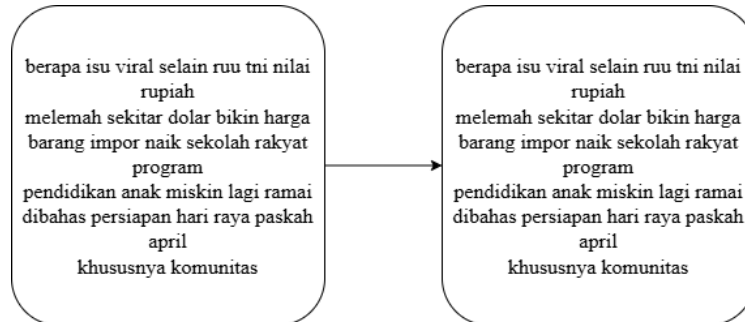 berapa isu viral selain ruu tni nilai
rupiah
melemah sekitar dolar bikin harga
barang impor naik sekolah rakyat
program
pendidikan anak miskin lagi ramai
dibahas persiapan hari raya paskah
april
khususnya komunitas
berapa isu viral selain ruu tni nilai
rupiah
melemah sekitar dolar bikin harga
barang impor naik sekolah rakyat
program
pendidikan anak miskin lagi ramai
dibahas persiapan hari raya paskah
april
khususnya komunitas